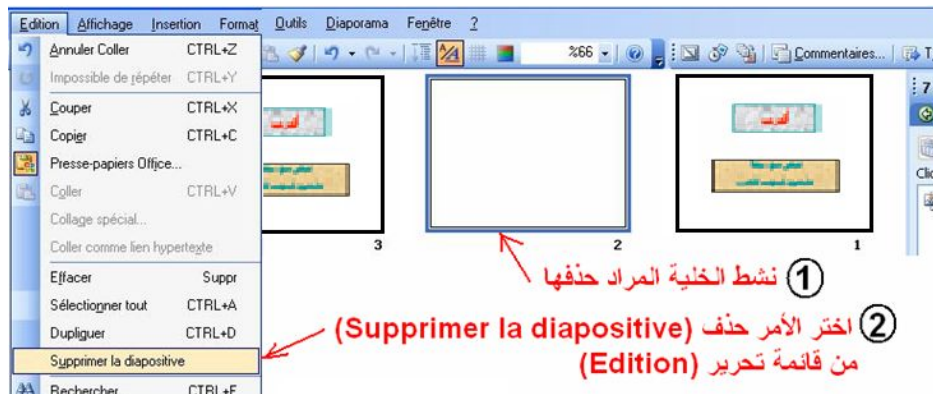 Edition Affichage Insertion Format Outils Diaporama Fenêtre ?
Annuler Coller CTRL+Z
Impossible de répéter CTRL+Y
Couper CTRL+X
Copier CTRL+C
Presse-papiers Office...
Coller CTRL+V
Collage spécial...
Coller comme lien hypertexte
Effacer Suppr
Sélectionner tout CTRL+A
Dupliquer CTRL+D
Supprimer la diapositive
Rechercher CTRL+F
%66
Commentaires...
3
2
1
① نشط الخلية المراد حذفها
② اختر الأمر حذف (Supprimer la diapositive)
من قائمة تحرير (Edition)